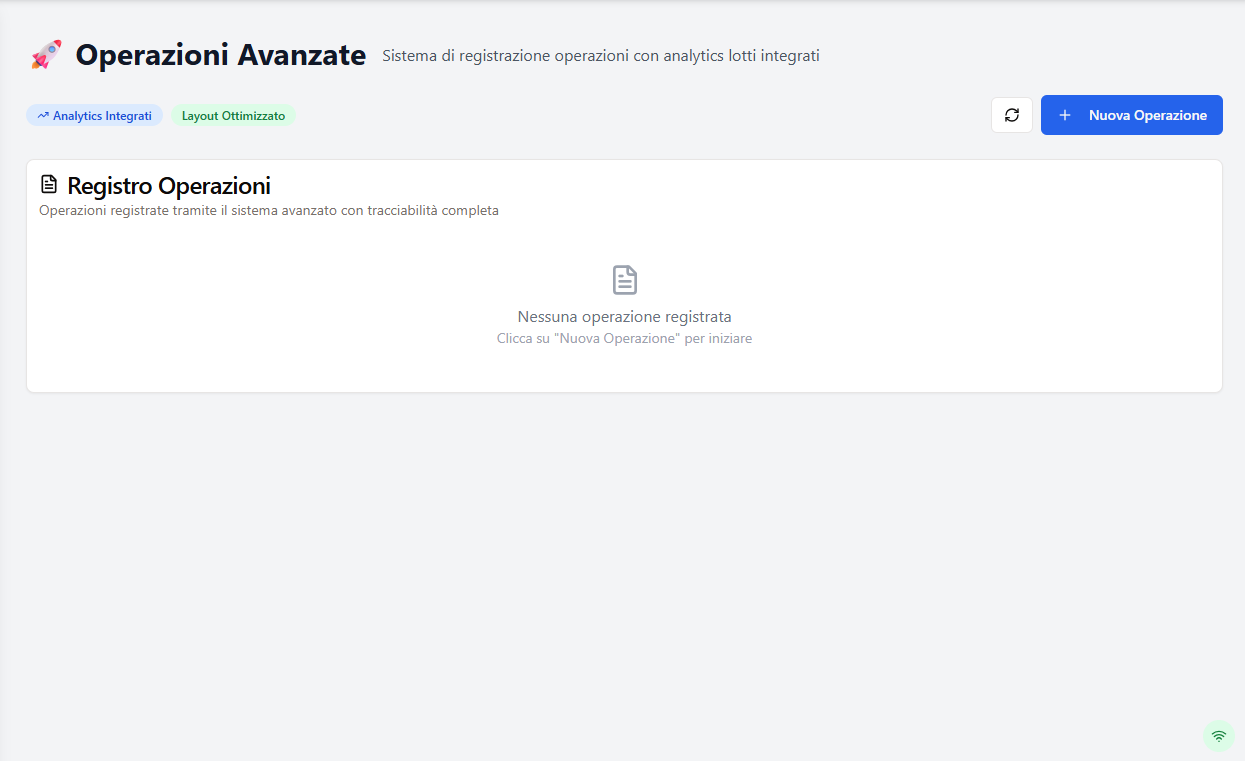 Operazioni Avanzate Sistema di registrazione operazioni con analytics lotti integrati
Analytics Integrati Layout Ottimizzato Nuova Operazione
Registro Operazioni
Operazioni registrate tramite il sistema avanzato con tracciabilità completa
Nessuna operazione registrata
Clicca su "Nuova Operazione" per iniziare